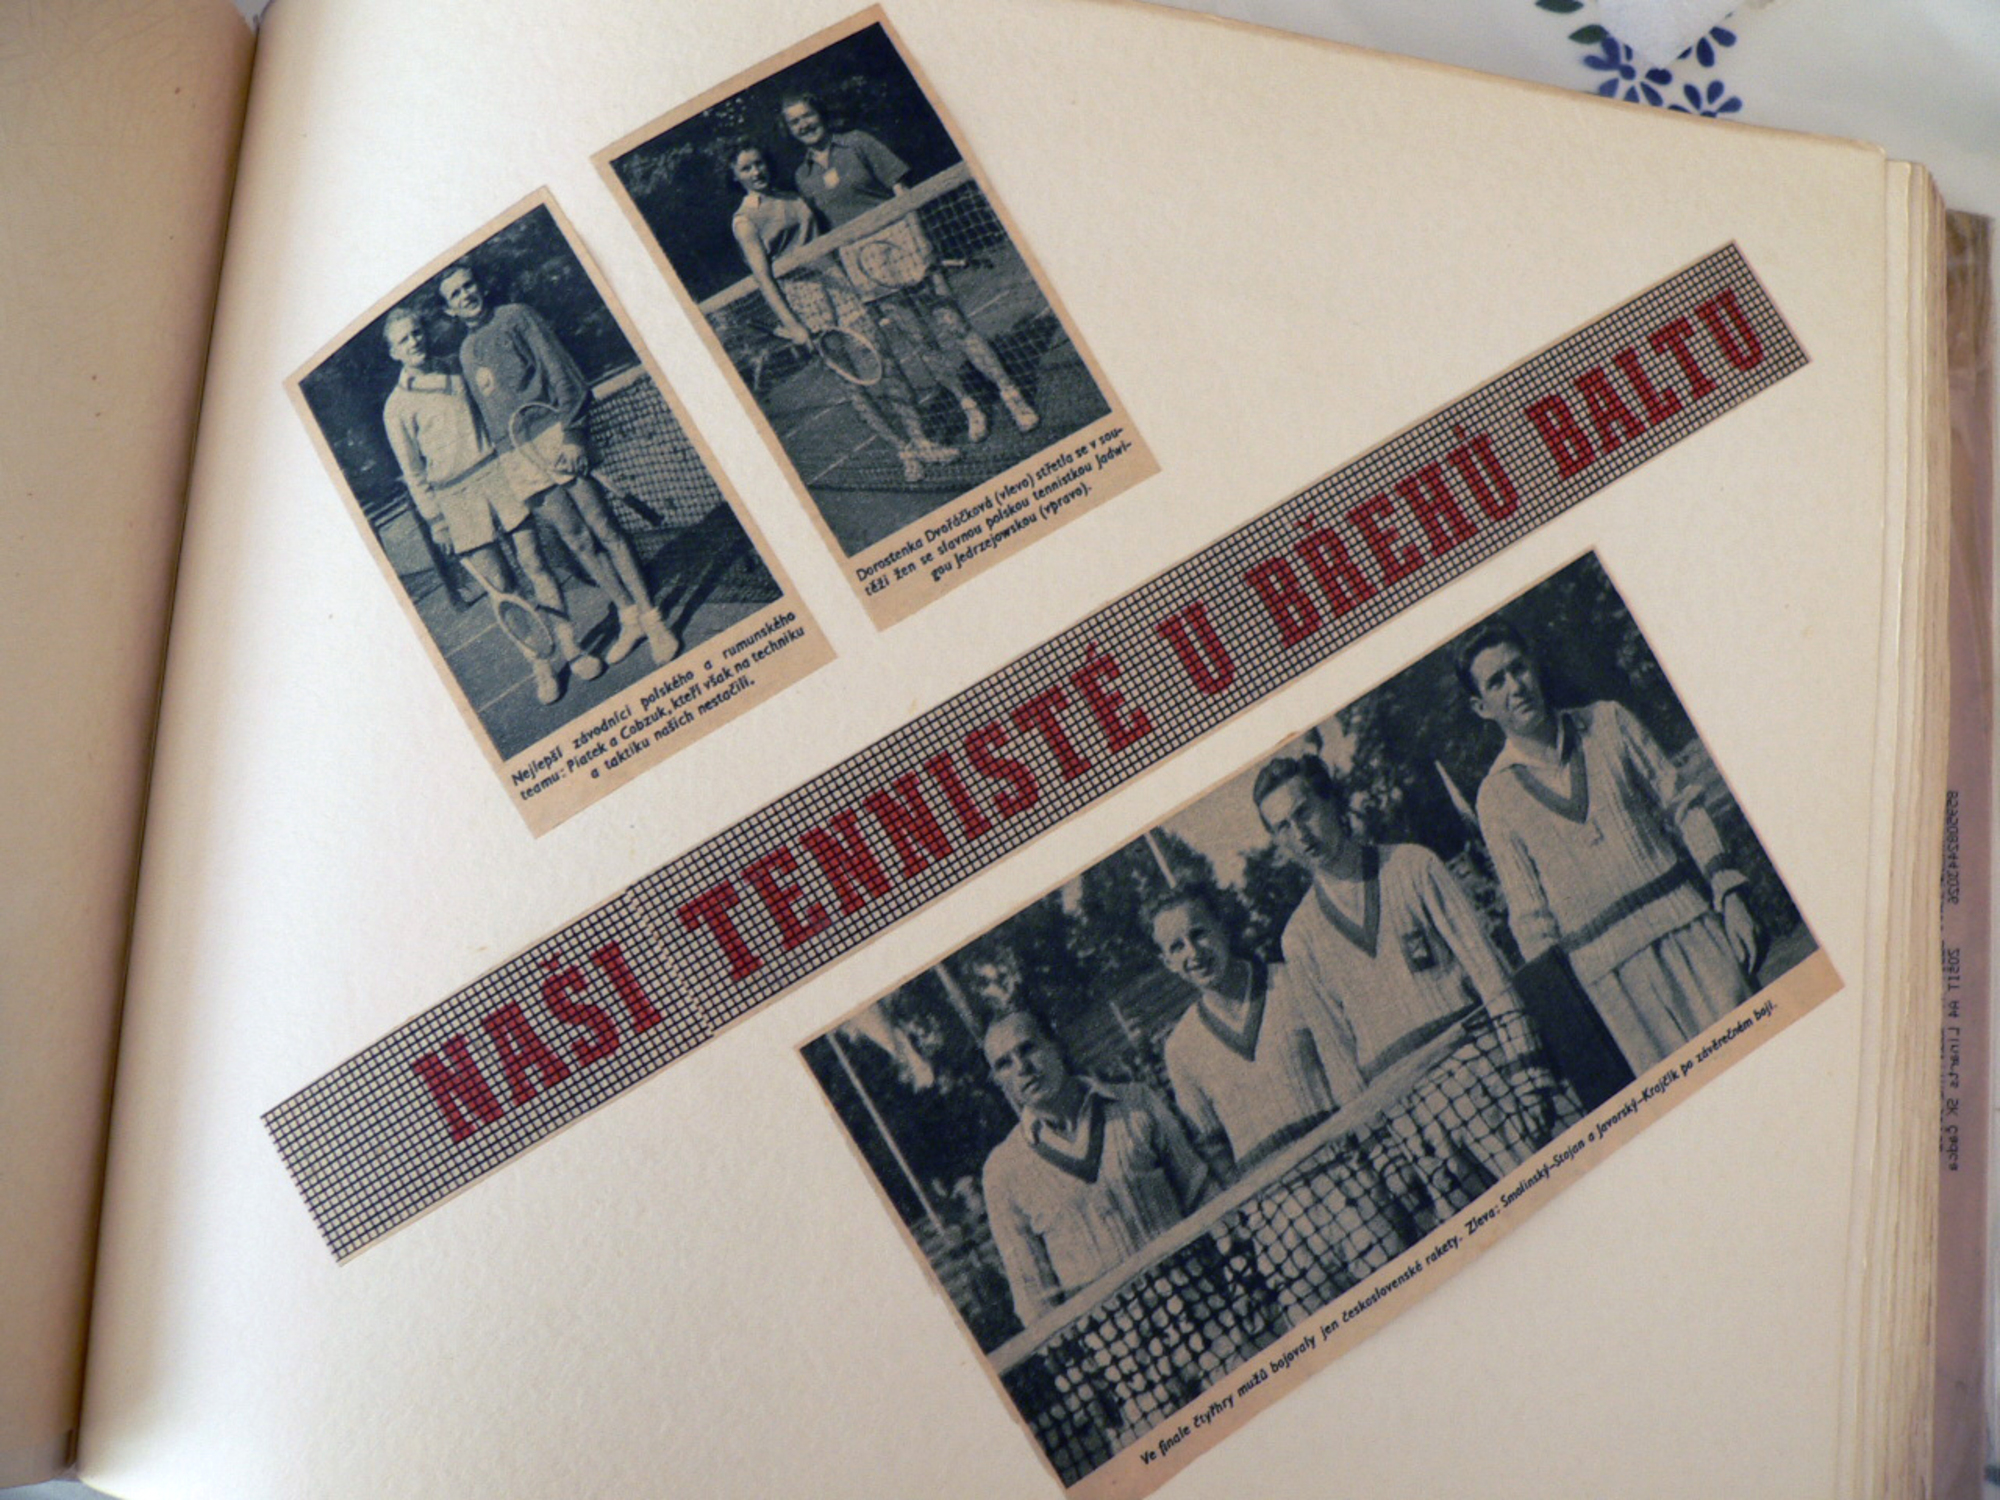 Dorostenka Dvořáčková (vlevo) střetla se v sou-
těži žen se slavnou polskou tennistkou Jadwi-
gou Jedrzejowskou (vpravo).
Nejlepší závodníci polského a rumunského
teamu: Piatek a Cobzuk, kteří však na techniku
a taktiku našich nestačili.
NAŠI TENNISTÉ U BŘEHŮ BALTU
Ve finale čtyřhry mužů bojovaly jen československé rakety. Zleva: Smolinský-Stojan a Javorský-Krajčík po závěrečném boji.